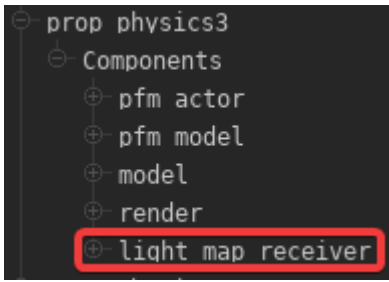 prop physics3
Components
pfm actor
pfm model
model
render
light map receiver